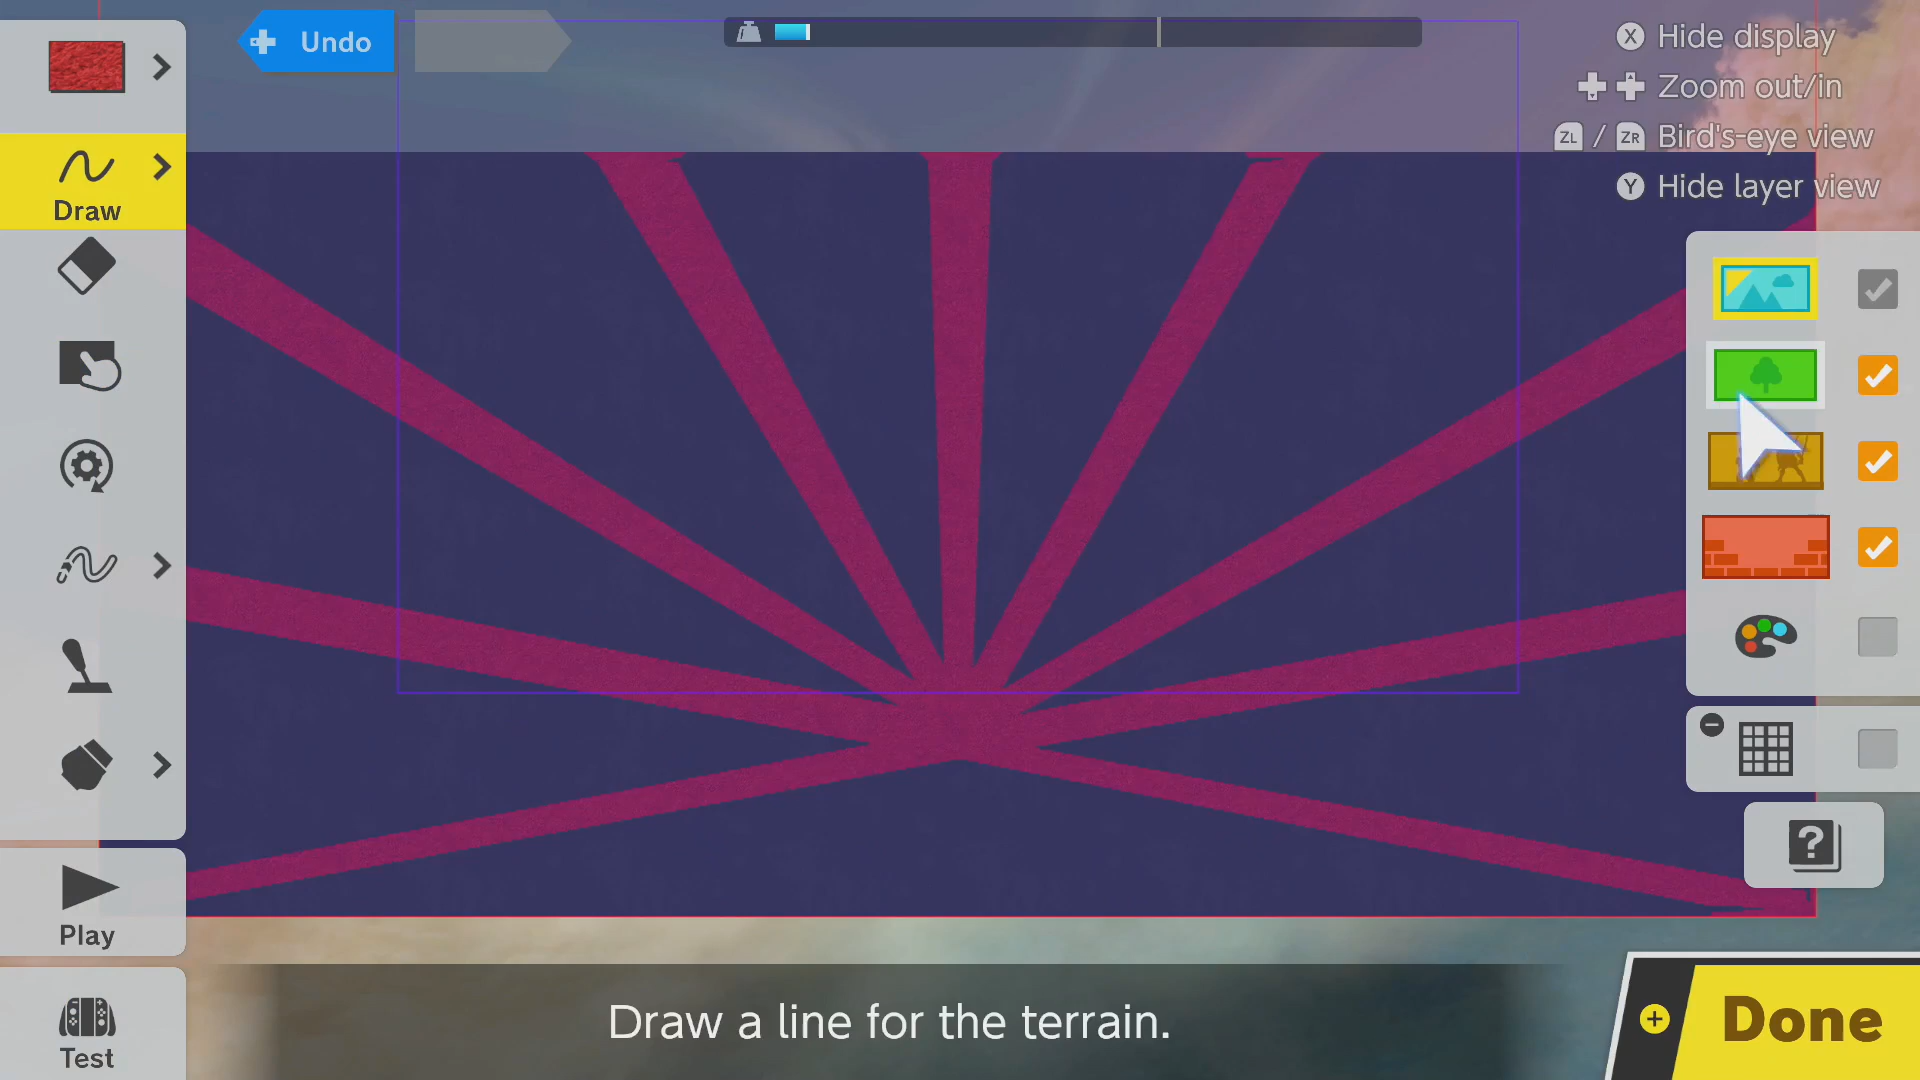 Undo
X Hide display
Zoom out/in
ZL / ZR Bird's-eye view
Y Hide layer view
Draw
?
Play
Test
Draw a line for the terrain.
+ Done